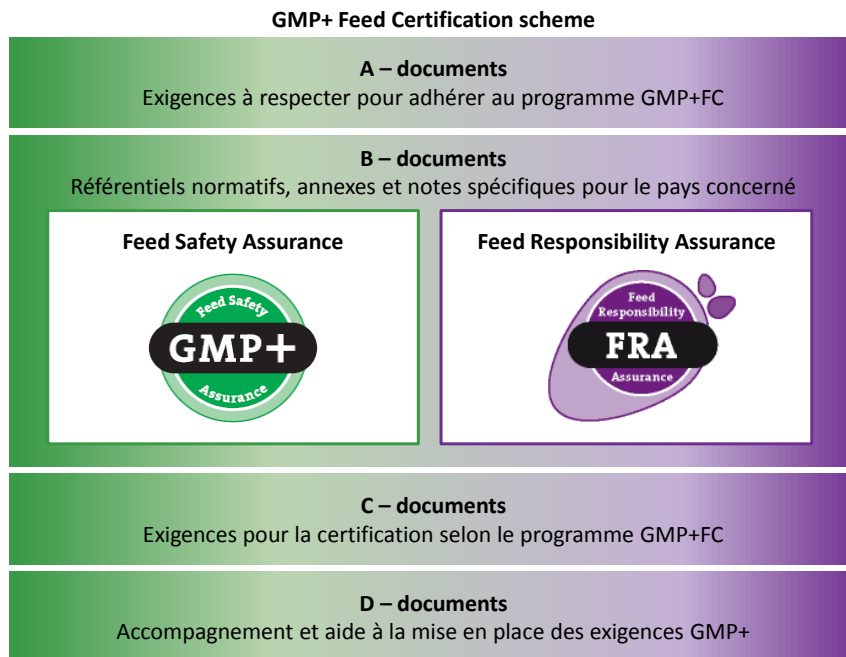 GMP+ Feed Certification scheme
A – documents
Exigences à respecter pour adhérer au programme GMP+FC
B – documents
Référentiels normatifs, annexes et notes spécifiques pour le pays concerné
Feed Safety Assurance
Feed Safety
GMP+
Assurance
Feed Responsibility Assurance
Feed
Responsibility
FRA
Assurance
C – documents
Exigences pour la certification selon le programme GMP+FC
D – documents
Accompagnement et aide à la mise en place des exigences GMP+